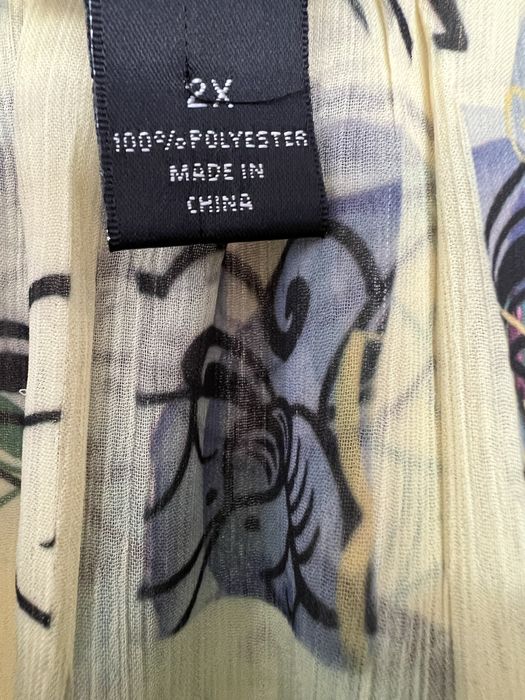 2X
100% POLYESTER
MADE IN
CHINA